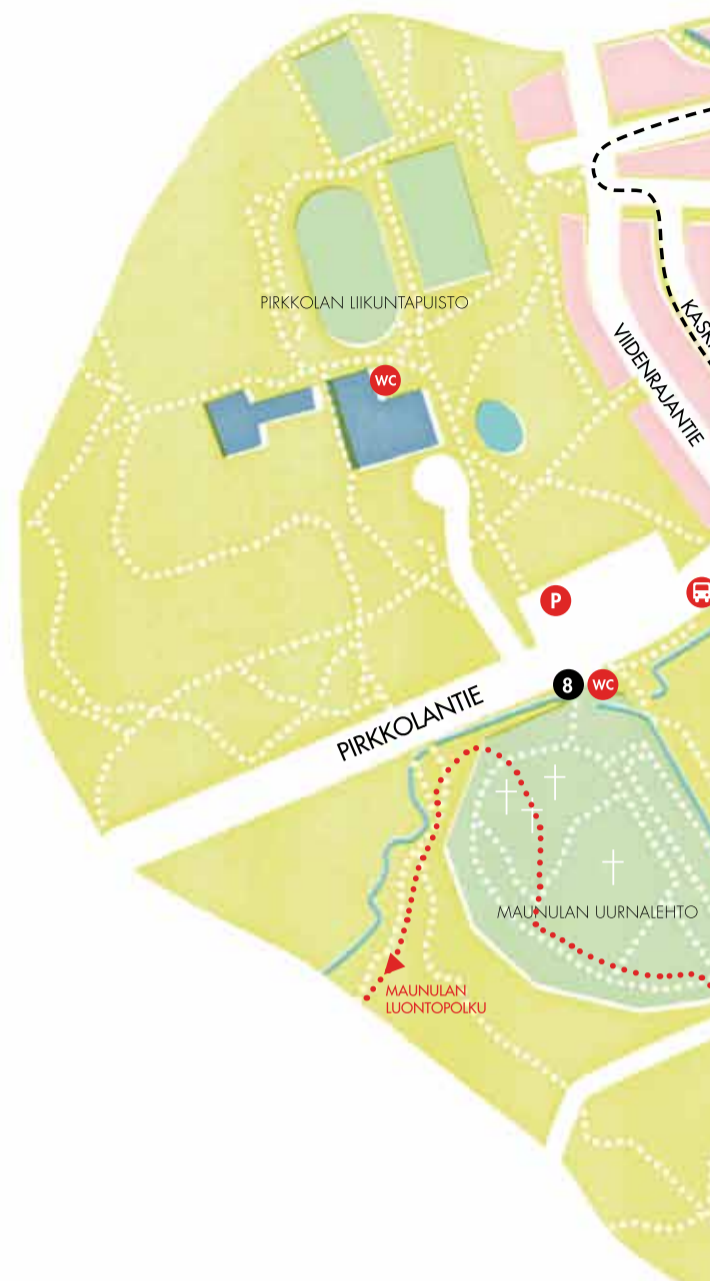 PIRKKOLAN LIIKUNTAPUISTO
WC
VIIDENRAJANTIE
P
8
WC
PIRKKOLANTIE
MAUNULAN UURNALEHTO
MAUNULAN
LUONTOPOLKU